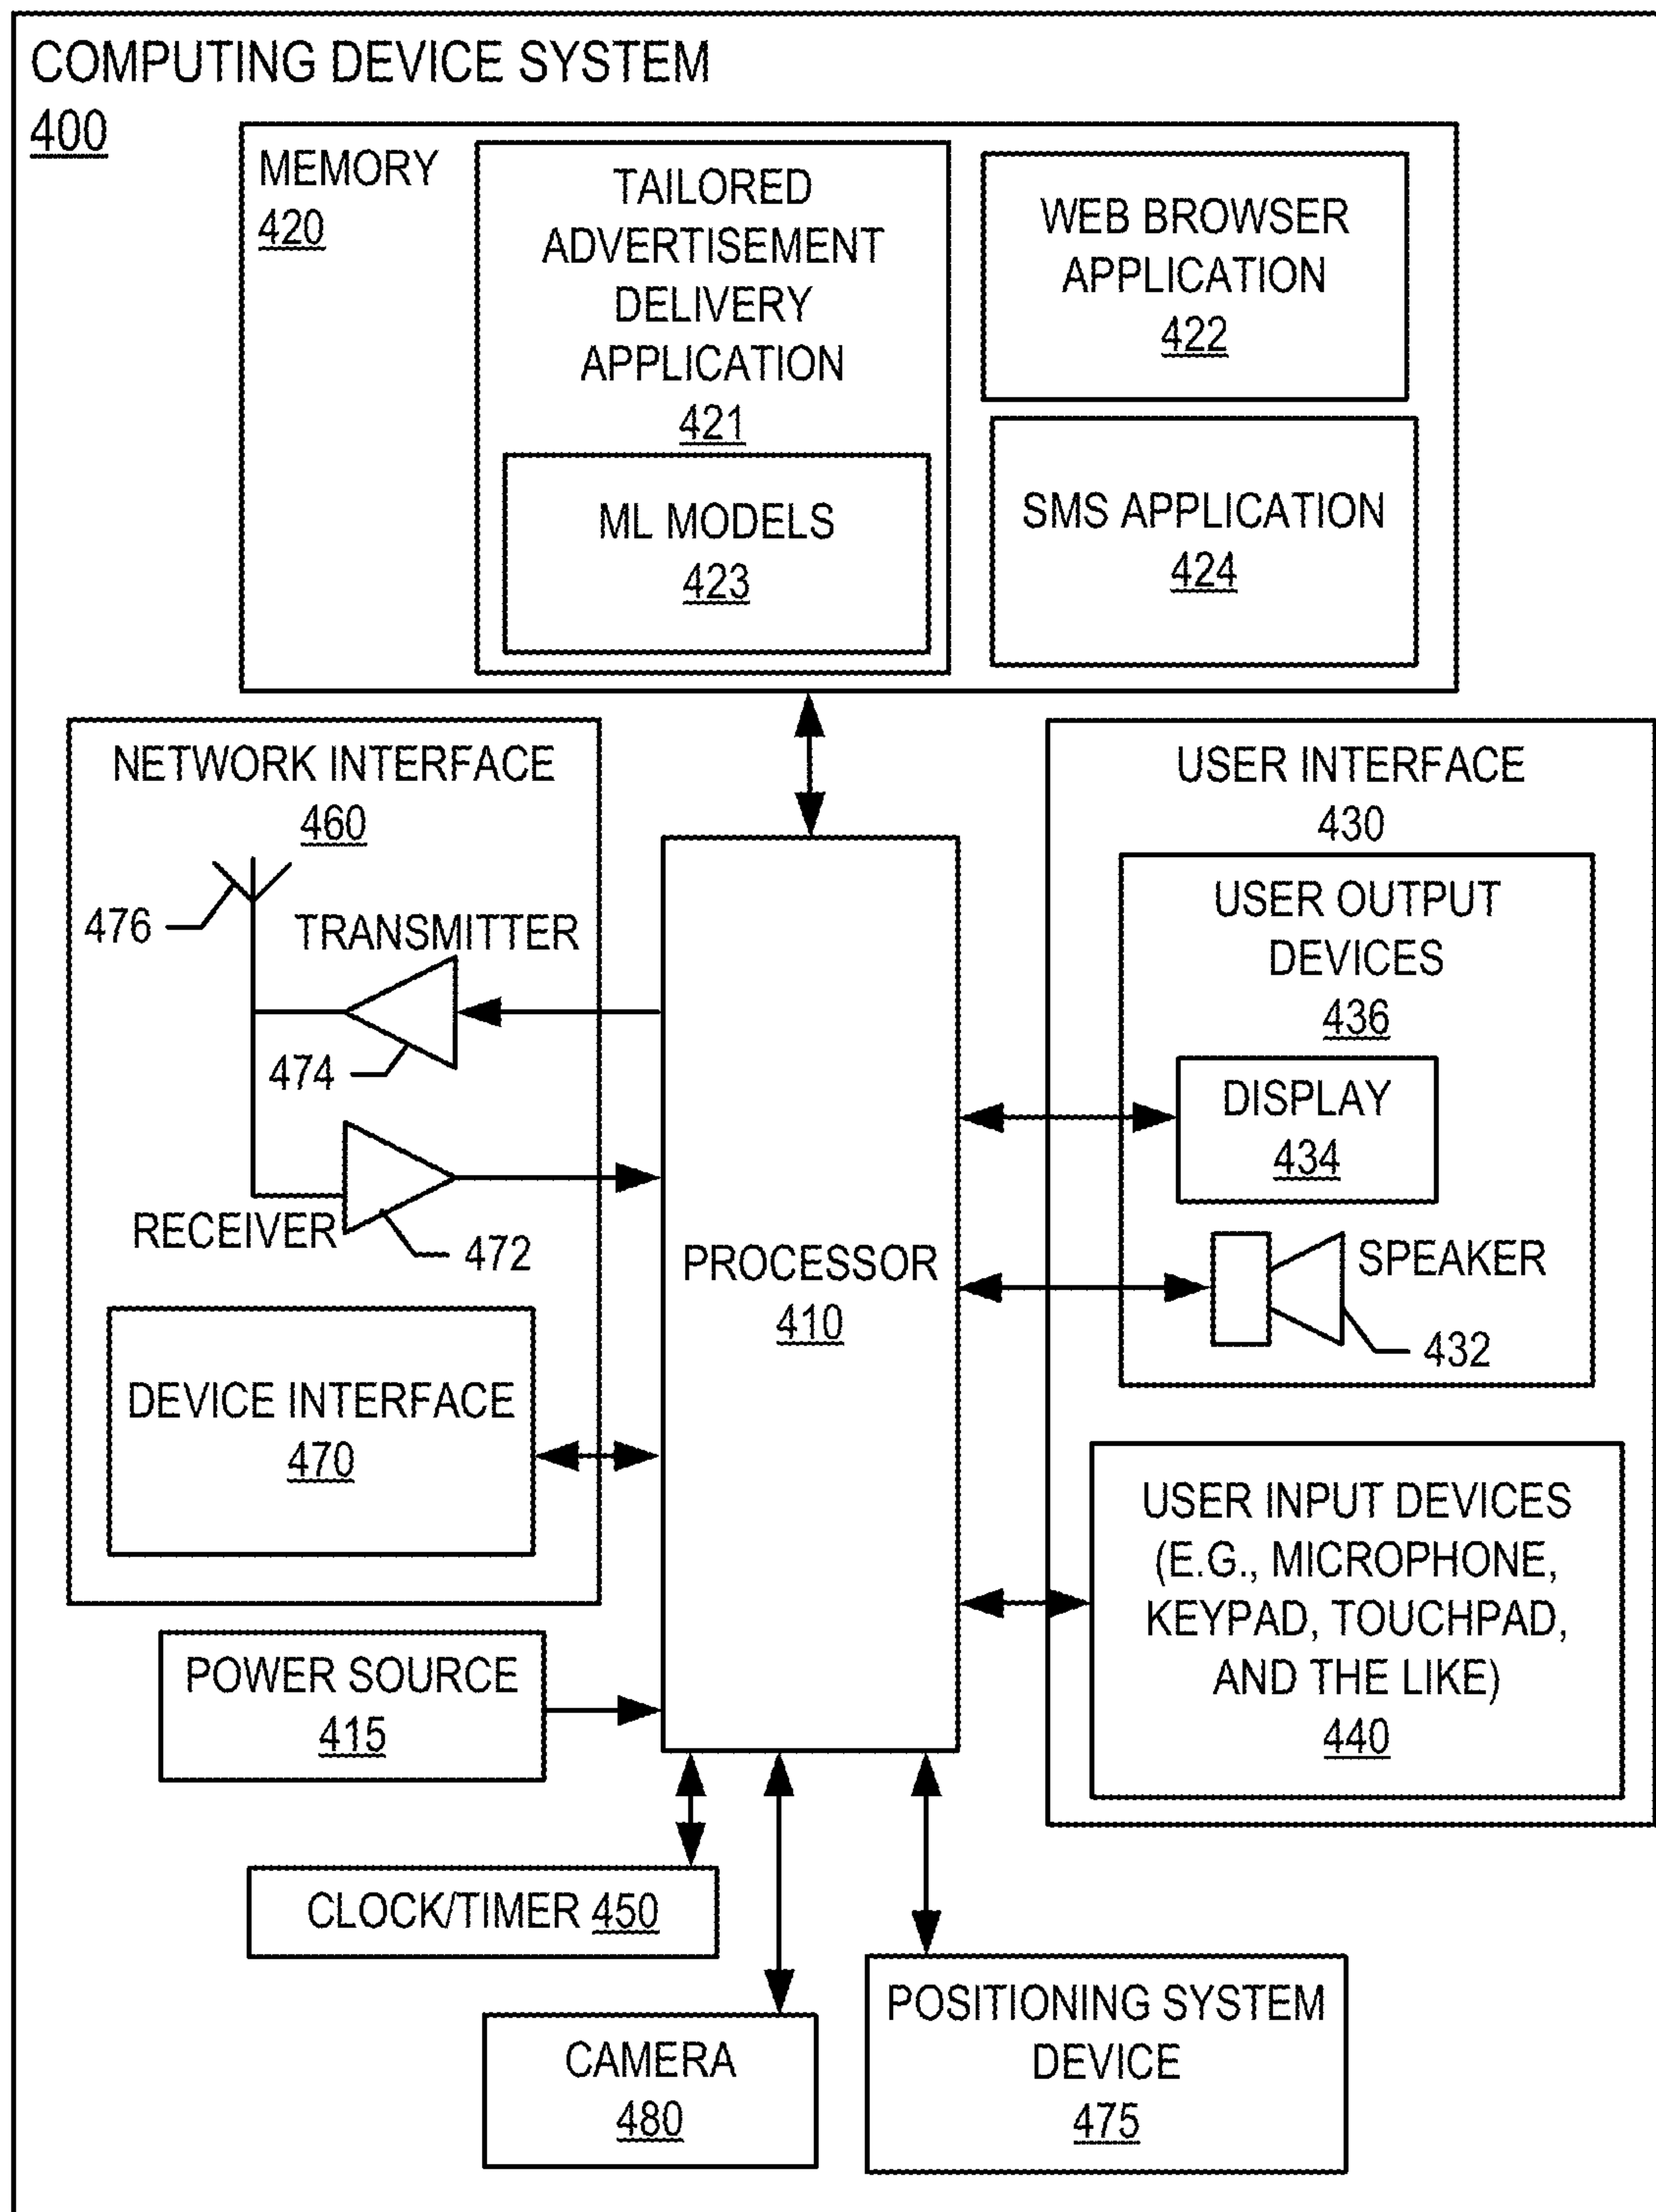 COMPUTING DEVICE SYSTEM
400
MEMORY
420
TAILORED
ADVERTISEMENT
DELIVERY
APPLICATION
421
ML MODELS
423
WEB BROWSER
APPLICATION
422
SMS APPLICATION
424
NETWORK INTERFACE
460
476
TRANSMITTER
474
RECEIVER
472
DEVICE INTERFACE
470
PROCESSOR
410
USER INTERFACE
430
USER OUTPUT
DEVICES
436
DISPLAY
434
SPEAKER
432
USER INPUT DEVICES
(E.G., MICROPHONE,
KEYPAD, TOUCHPAD,
AND THE LIKE)
440
POWER SOURCE
415
CLOCK/TIMER 450
CAMERA
480
POSITIONING SYSTEM
DEVICE
475